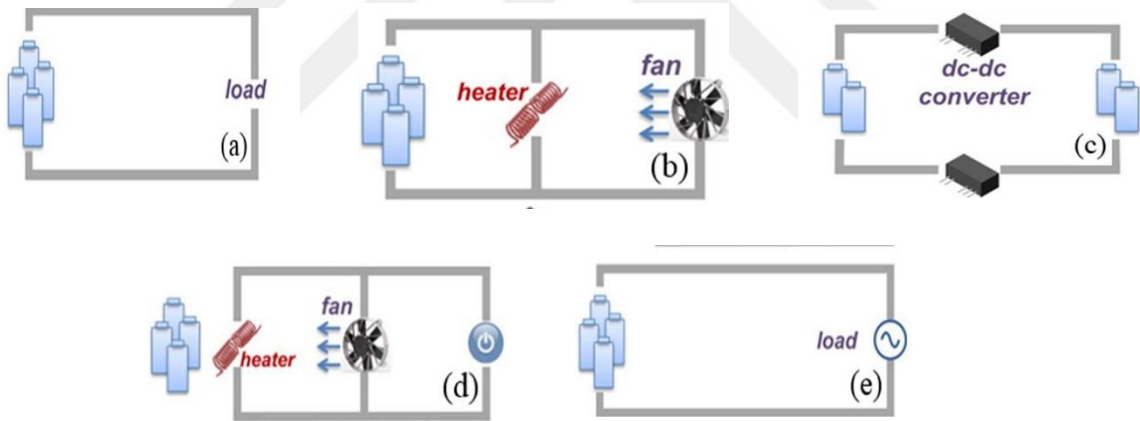 load
(a)
heater
fan
(b)
dc-dc
converter
(c)
heater
fan
(d)
load
(e)